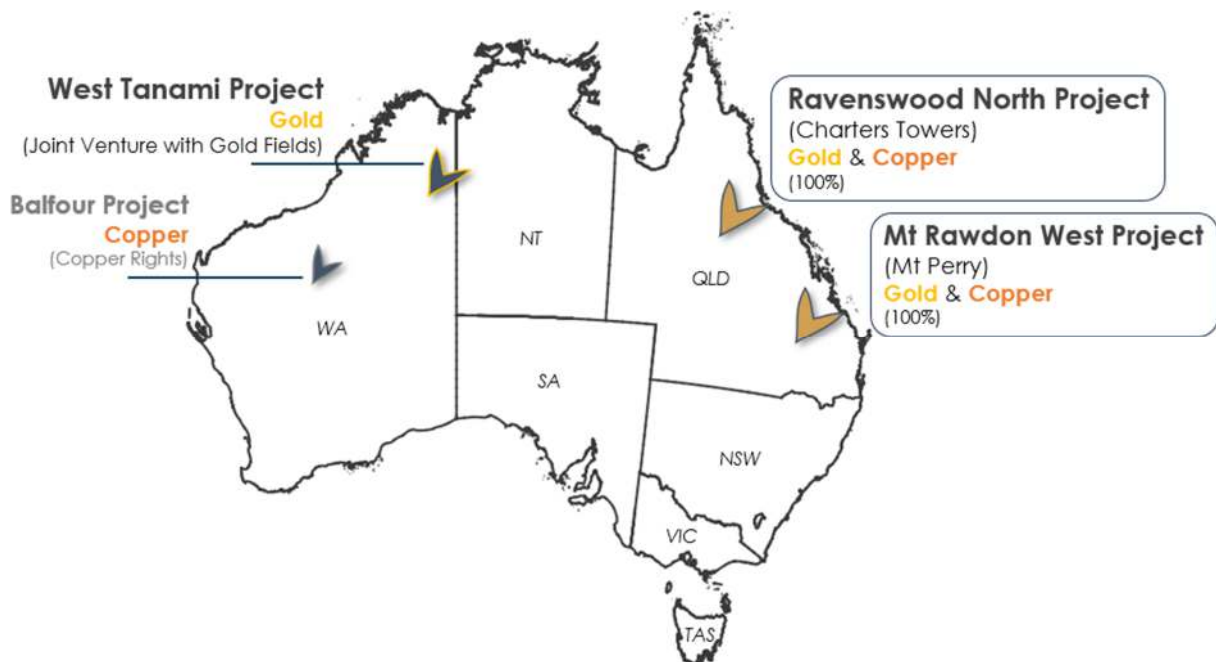 West Tanami Project
Gold
(Joint Venture with Gold Fields)
Balfour Project
Copper
(Copper Rights)
Ravenswood North Project
(Charters Towers)
Gold & Copper
(100%)
Mt Rawdon West Project
(Mt Perry)
Gold & Copper
(100%)
NT
QLD
WA
SA
NSW
VIC
TAS